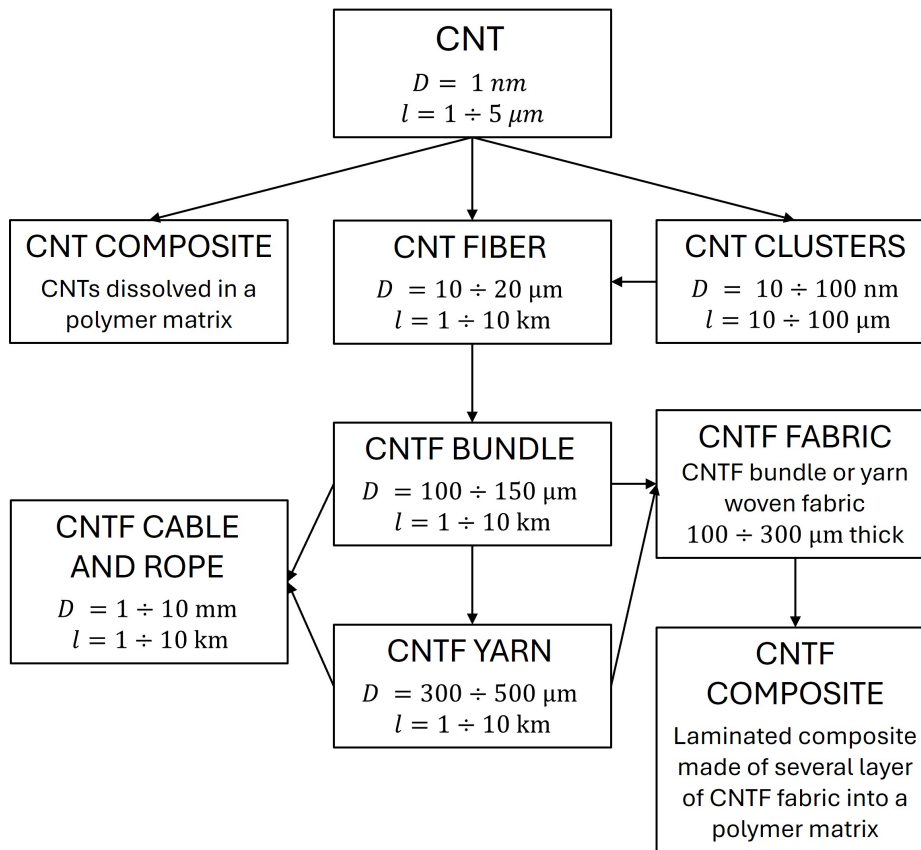 CNT
D = 1 nm
l = 1 ÷ 5 μm
CNT COMPOSITE
CNTs dissolved in a
polymer matrix
CNT FIBER
D = 10 ÷ 20 μm
l = 1 ÷ 10 km
CNT CLUSTERS
D = 10 ÷ 100 nm
l = 10 ÷ 100 μm
CNTF BUNDLE
D = 100 ÷ 150 μm
l = 1 ÷ 10 km
CNTF FABRIC
CNTF bundle or yarn
woven fabric
100 ÷ 300 μm thick
CNTF CABLE
AND ROPE
D = 1 ÷ 10 mm
l = 1 ÷ 10 km
CNTF YARN
D = 300 ÷ 500 μm
l = 1 ÷ 10 km
CNTF
COMPOSITE
Laminated composite
made of several layer
of CNTF fabric into a
polymer matrix